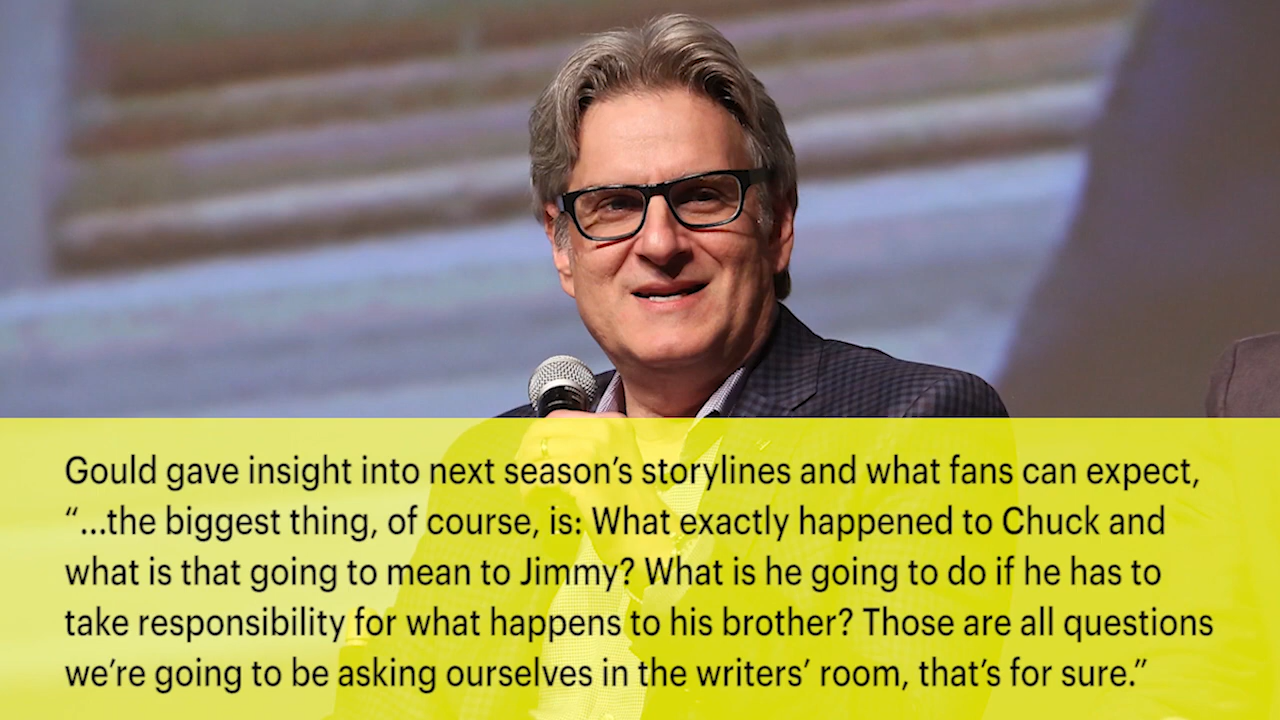 Gould gave insight into next season’s storylines and what fans can expect,
“...the biggest thing, of course, is: What exactly happened to Chuck and
what is that going to mean to Jimmy? What is he going to do if he has to
take responsibility for what happens to his brother? Those are all questions
we’re going to be asking ourselves in the writers’ room, that’s for sure.”